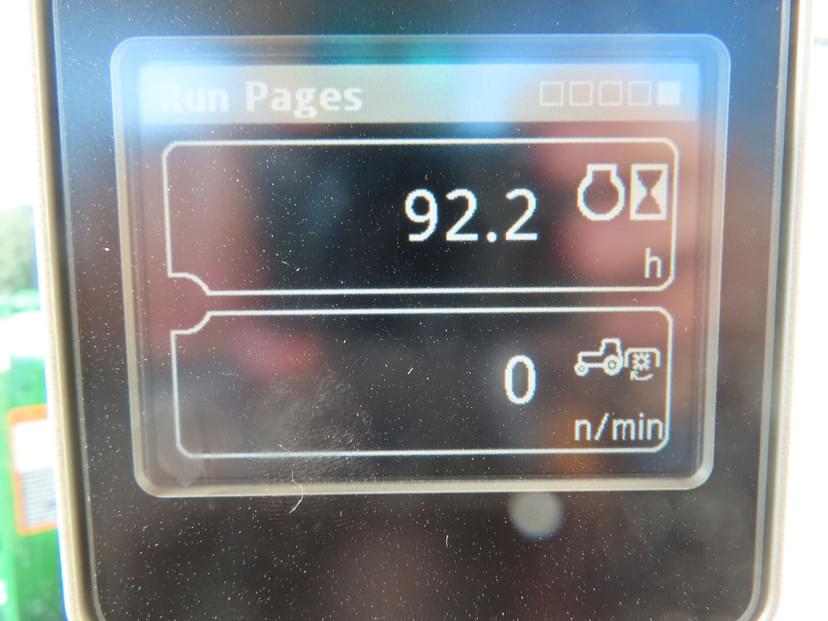 Run Pages
92.2
h
0
n/min